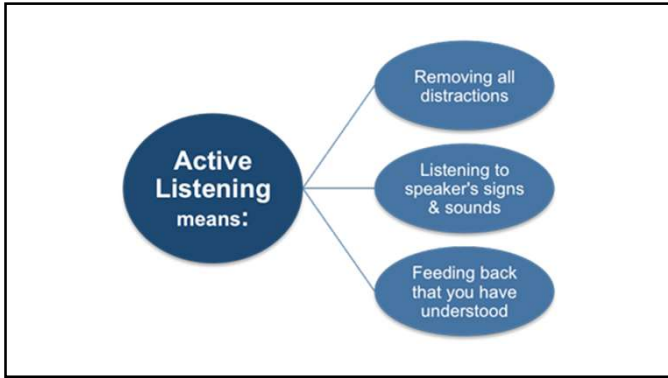 Active
Listening
means:
Removing all
distractions
Listening to
speaker's signs
& sounds
Feeding back
that you have
understood